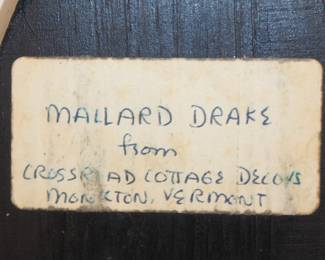 MALLARD DRAKE
from
CROSSROAD COTTAGE DECOYS
MONKTON, VERMONT